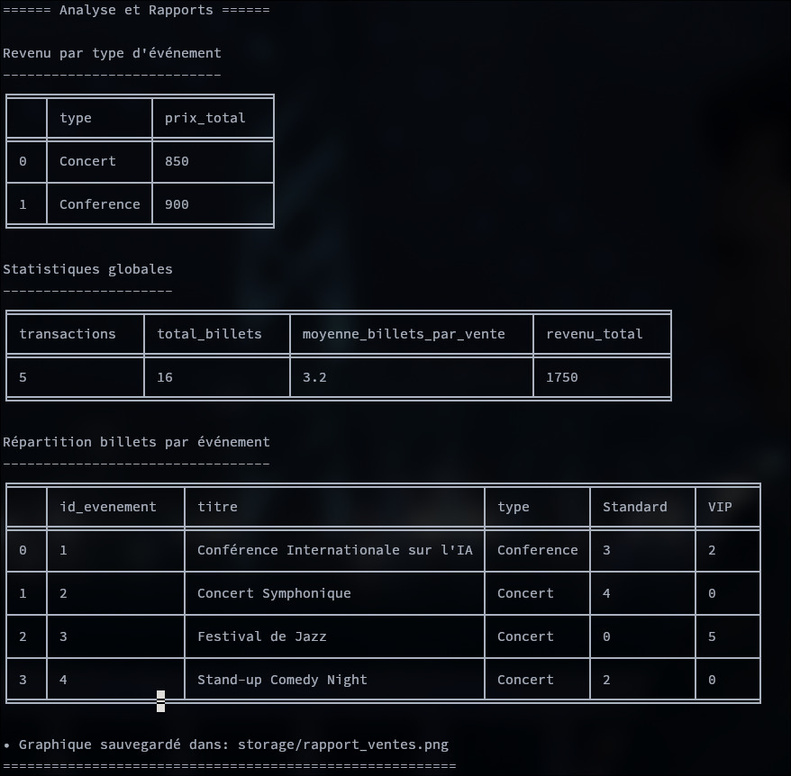 ====== Analyse et Rapports ======
Revenu par type d'événement
---------------------------
type prix_total
0 Concert 850
1 Conference 900
Statistiques globales
---------------------
transactions total_billets moyenne_billets_par_vente revenu_total
5 16 3.2 1750
Répartition billets par événement
---------------------------------
id_evenement titre type Standard VIP
0 1 Conférence Internationale sur l'IA Conference 3 2
1 2 Concert Symphonique Concert 4 0
2 3 Festival de Jazz Concert 0 5
3 4 Stand-up Comedy Night Concert 2 0
• Graphique sauvegardé dans: storage/rapport_ventes.png
========================================================